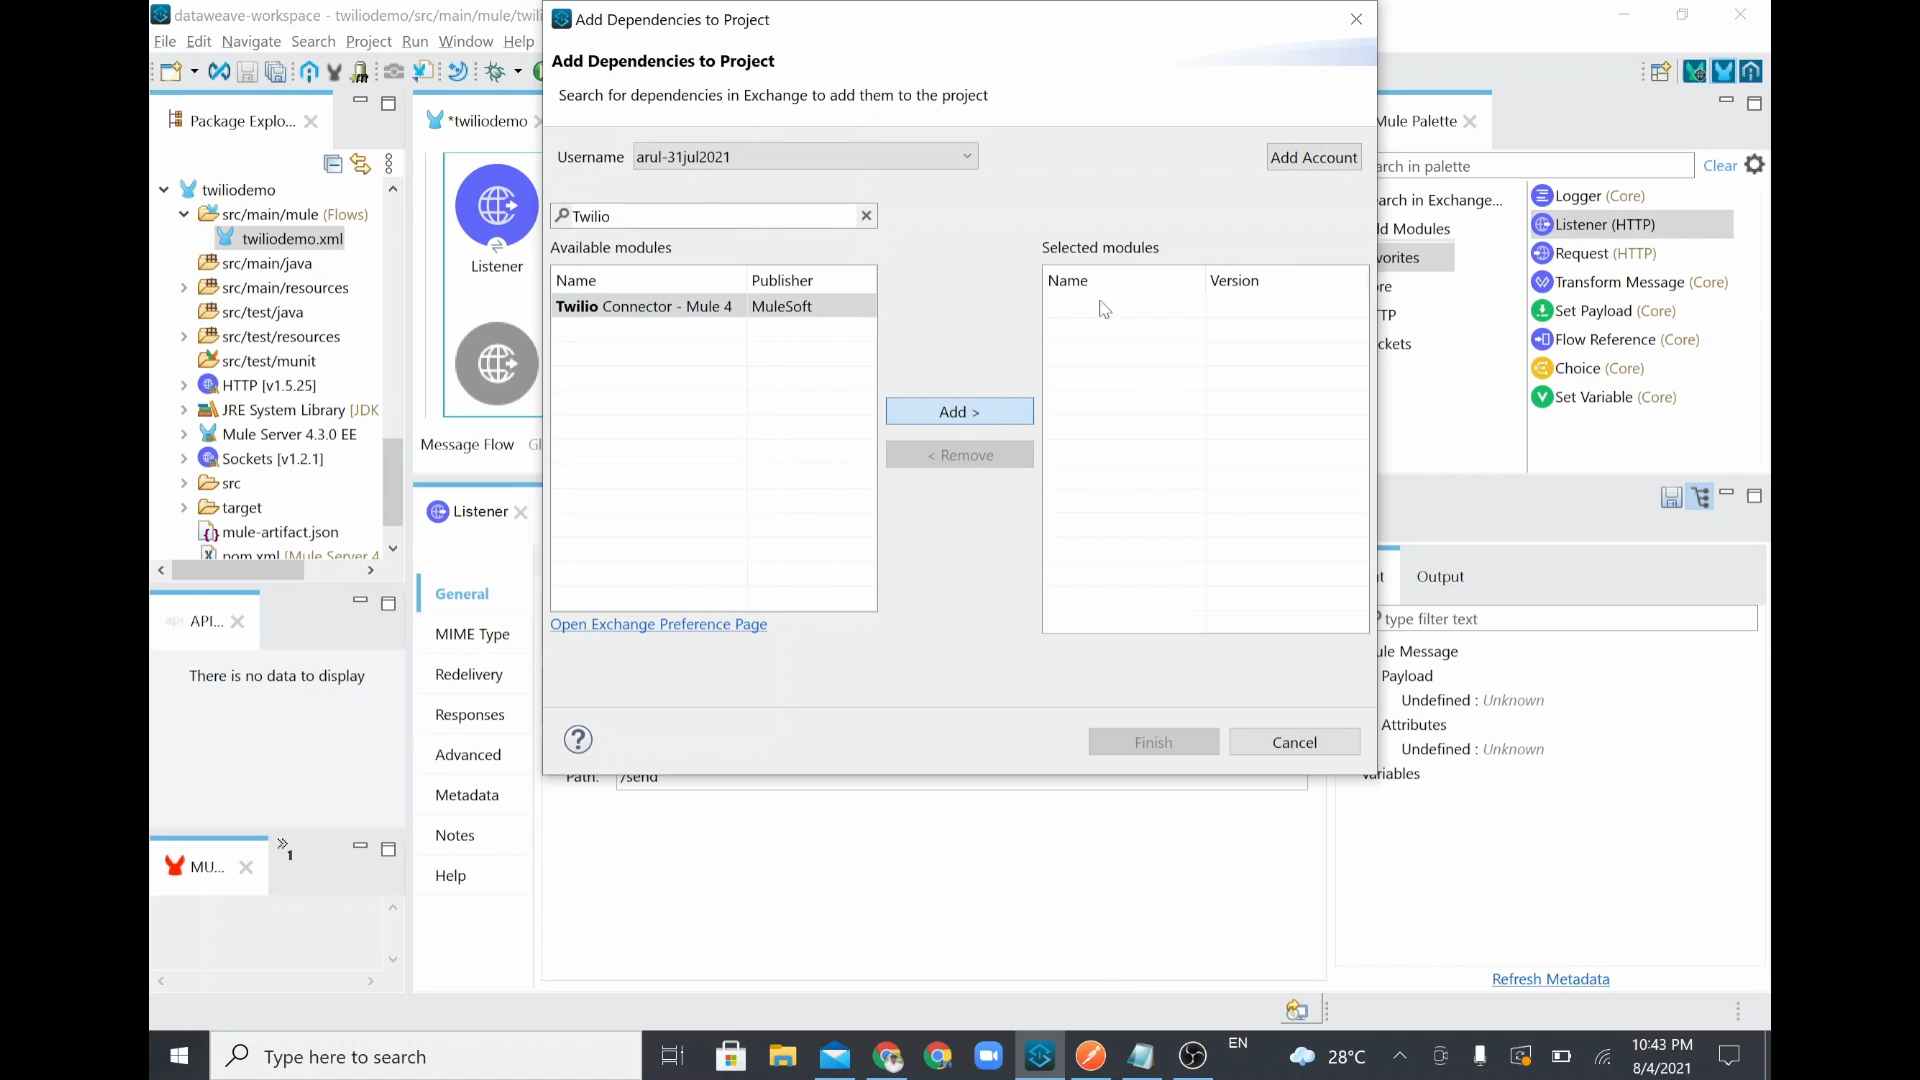 dataweave-workspace - twiliodemo/src/main/mule/twili
File Edit Navigate Search Project Run Window Help
Package Explo...
twiliodemo
src/main/mule (Flows)
twiliodemo.xml
src/main/java
src/main/resources
src/test/java
src/test/resources
src/test/munit
HTTP [v1.5.25]
JRE System Library [JDK
Mule Server 4.3.0 EE
Sockets [v1.2.1]
src
target
mule-artifact.json
pom.xml [Mule Server 4
API...
There is no data to display
MU...
1
*twiliodemo
Listener
Message Flow Gl
Listener
General
MIME Type
Redelivery
Responses
Advanced
Metadata
Notes
Help
Path: /send
Add Dependencies to Project
Add Dependencies to Project
Search for dependencies in Exchange to add them to the project
Username arul-31jul2021
Add Account
Twilio
Available modules
Name Publisher
Twilio Connector - Mule 4 MuleSoft
Open Exchange Preference Page
Add >
< Remove
Selected modules
Name Version
Finish Cancel
Mule Palette
arch in palette
Clear
arch in Exchange...
ld Modules
vorites
re
TP
ckets
Logger (Core)
Listener (HTTP)
Request (HTTP)
Transform Message (Core)
Set Payload (Core)
Flow Reference (Core)
Choice (Core)
Set Variable (Core)
t Output
type filter text
ule Message
Payload
Undefined : Unknown
Attributes
Undefined : Unknown
Variables
Refresh Metadata
Type here to search
EN
28°C
10:43 PM
8/4/2021